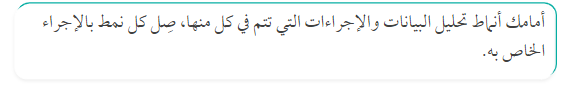 أمامك أنماط تحليل البيانات والإجراءات التي تتم في كل منها، صِل كل نمط بالإجراء
الخاص به.